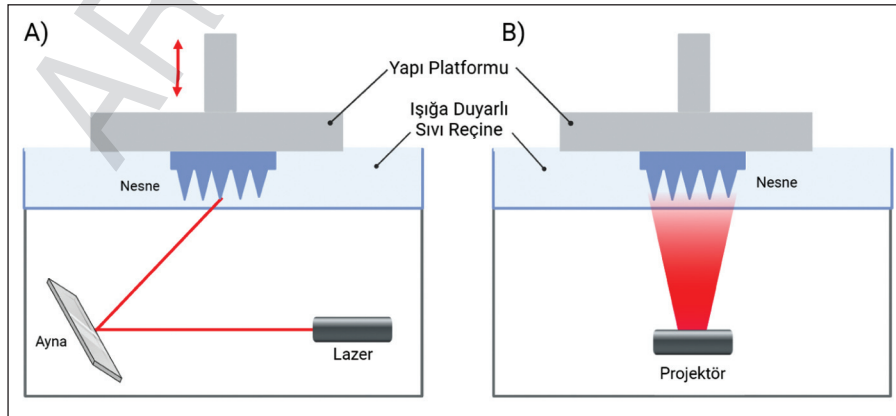 A)
B)
Yapı Platformu
Işığa Duyarlı
Sıvı Reçine
Nesne
Nesne
Ayna
Lazer
Projektör